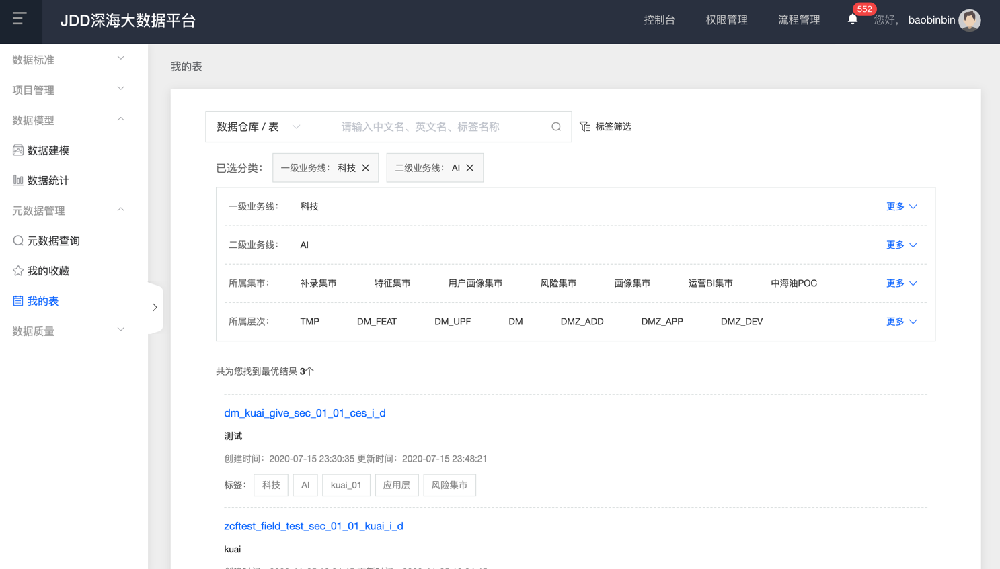 JDD深海大数据平台
控制台 权限管理 流程管理 552 您好, baobinbin
数据标准
项目管理
数据模型
数据建模
数据统计
元数据管理
元数据查询
我的收藏
我的表
数据质量
我的表
数据仓库 / 表 请输入中文名、英文名、标签名称 标签筛选
已选分类： 一级业务线： 科技 二级业务线： AI
一级业务线： 科技 更多
二级业务线： AI 更多
所属集市： 补录集市 特征集市 用户画像集市 风险集市 画像集市 运营BI集市 中海油POC 更多
所属层次： TMP DM_FEAT DM_UPF DM DMZ_ADD DMZ_APP DMZ_DEV 更多
共为您找到最优结果 3个
dm_kuai_give_sec_01_01_ces_i_d
测试
创建时间：2020-07-15 23:30:35 更新时间：2020-07-15 23:48:21
标签： 科技 AI kuai_01 应用层 风险集市
zcftest_field_test_sec_01_01_kuai_i_d
kuai